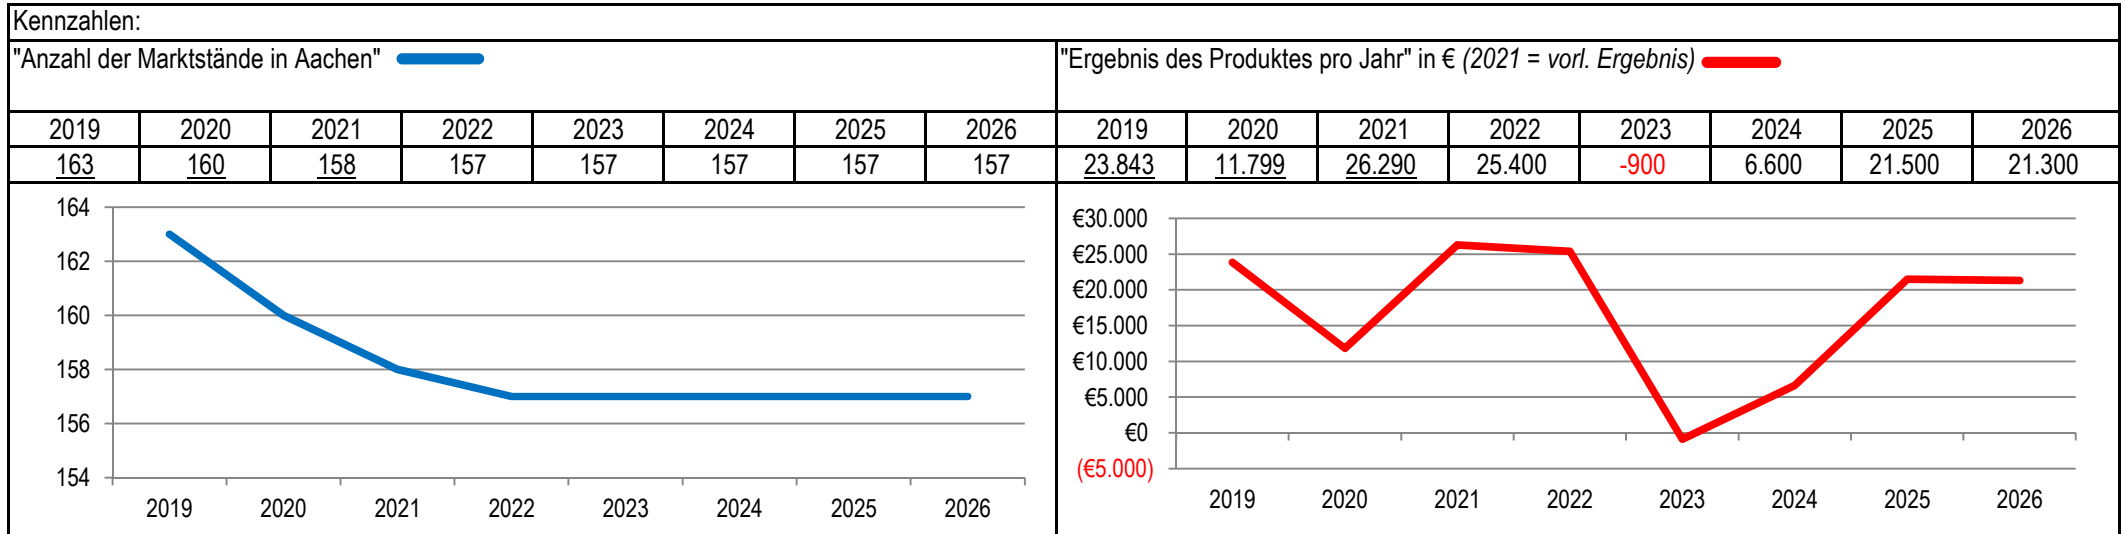 Kennzahlen:
"Anzahl der Marktstände in Aachen"
"Ergebnis des Produktes pro Jahr" in € (2021 = vorl. Ergebnis)
2019 2020 2021 2022 2023 2024 2025 2026 2019 2020 2021 2022 2023 2024 2025 2026
163 160 158 157 157 157 157 157 23.843 11.799 26.290 25.400 -900 6.600 21.500 21.300
164
162
160
158
156
154
2019 2020 2021 2022 2023 2024 2025 2026
€30.000
€25.000
€20.000
€15.000
€10.000
€5.000
€0
(€5.000)
2019 2020 2021 2022 2023 2024 2025 2026